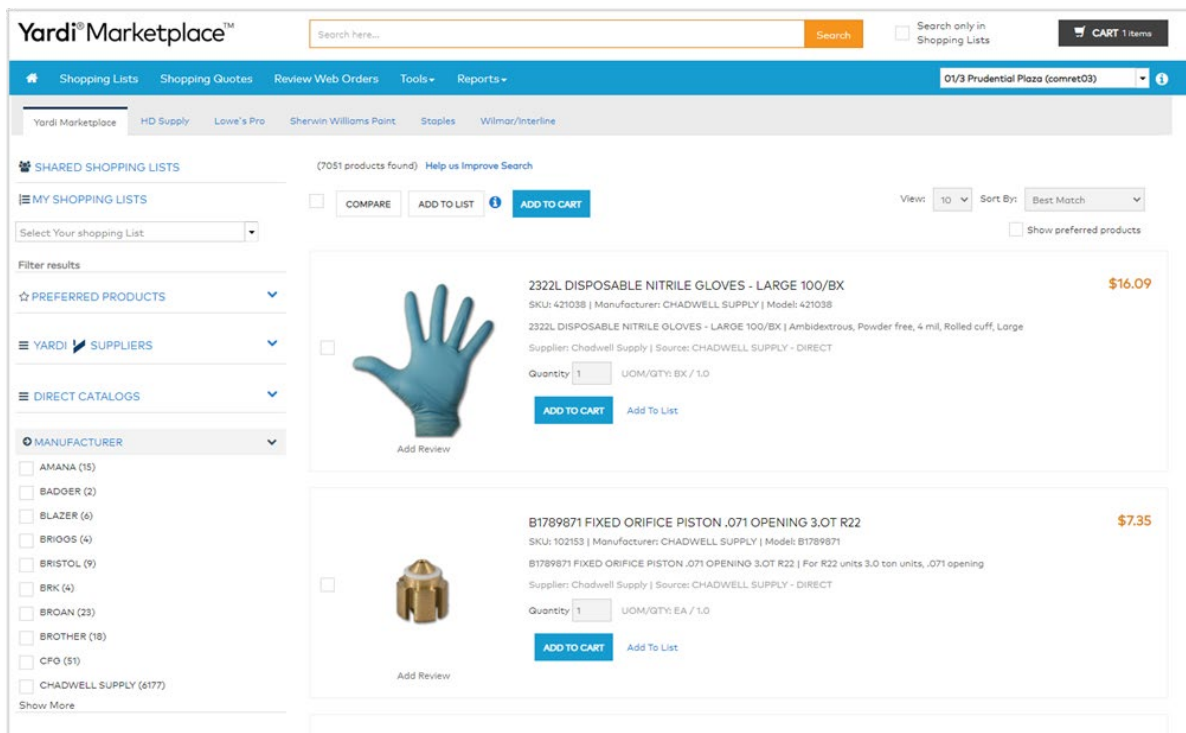 Yardi® Marketplace™
Search here...
Search
Search only in
Shopping Lists
CART 1 items
Shopping Lists Shopping Quotes Review Web Orders Tools Reports
01/3 Prudential Plaza (comret03)
Yardi Marketplace HD Supply Lowe's Pro Sherwin Williams Paint Staples Wilmar/Interline
SHARED SHOPPING LISTS
MY SHOPPING LISTS
Select Your shopping List
Filter results
PREFERRED PRODUCTS
YARDI SUPPLIERS
DIRECT CATALOGS
MANUFACTURER
AMANA (15)
BADGER (2)
BLAZER (6)
BRIGGS (4)
BRISTOL (9)
BRK (4)
BROAN (23)
BROTHER (18)
CFG (51)
CHADWELL SUPPLY (6177)
Show More
(7051 products found) Help us Improve Search
COMPARE ADD TO LIST ADD TO CART
View: 10 Sort By: Best Match
Show preferred products
2322L DISPOSABLE NITRILE GLOVES - LARGE 100/BX
$16.09
SKU: 421038 | Manufacturer: CHADWELL SUPPLY | Model: 421038
2322L DISPOSABLE NITRILE GLOVES - LARGE 100/BX | Ambidextrous, Powder free, 4 mil, Rolled cuff, Large
Supplier: Chadwell Supply | Source: CHADWELL SUPPLY - DIRECT
Quantity 1 UOM/QTY: BX / 1.0
ADD TO CART Add To List
Add Review
B1789871 FIXED ORIFICE PISTON .071 OPENING 3.OT R22
$7.35
SKU: 102153 | Manufacturer: CHADWELL SUPPLY | Model: B1789871
B1789871 FIXED ORIFICE PISTON .071 OPENING 3.OT R22 | For R22 units 3.0 ton units, .071 opening
Supplier: Chadwell Supply | Source: CHADWELL SUPPLY - DIRECT
Quantity 1 UOM/QTY: EA / 1.0
ADD TO CART Add To List
Add Review